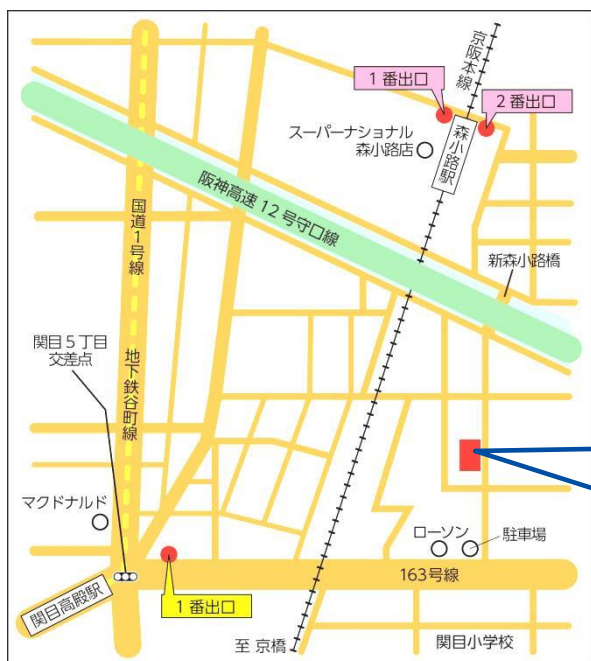 京阪本線
1番出口
2番出口
スーパーナショナル
森小路店
森小路駅
阪神高速12号守口線
国道1号線
新森小路橋
関目5丁目
交差点
地下鉄谷町線
マクドナルド
ローソン
駐車場
163号線
関目高殿駅
1番出口
至 京橋
関目小学校